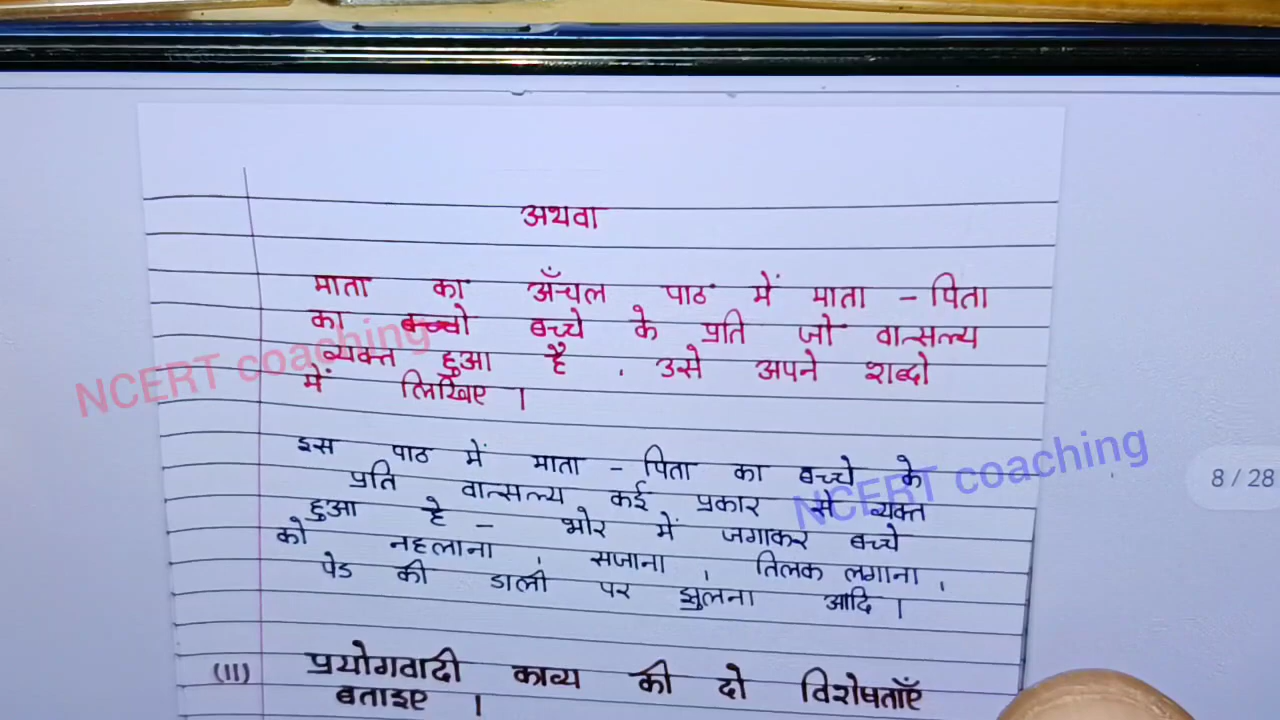 अथवा
माता का अँचल पाठ में माता - पिता
का बच्चो बच्चे के प्रति जो वात्सल्य
व्यक्त हुआ है , उसे अपने शब्दो
में लिखिए ।
इस पाठ में माता - पिता का बच्चे के
प्रति वात्सल्य कई प्रकार से व्यक्त
हुआ है - भोर में जगाकर बच्चे
को नहलाना , सजाना , तिलक लगाना ,
पेड की डाली पर झुलना आदि ।
(11) प्रयोगवादी काव्य की दो विशेषताएँ
बताइए ।
NCERT coaching
NCERT coaching
8 / 28